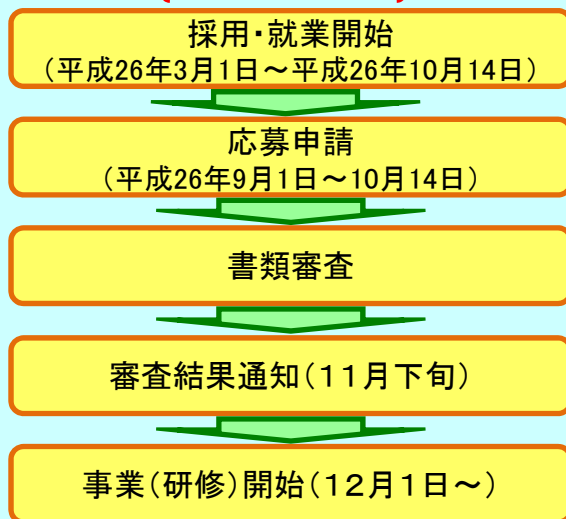 採用・就業開始
（平成26年3月1日～平成26年10月14日）
応募申請
（平成26年9月1日～10月14日）
書類審査
審査結果通知（１１月下旬）
事業（研修）開始（１２月１日～）